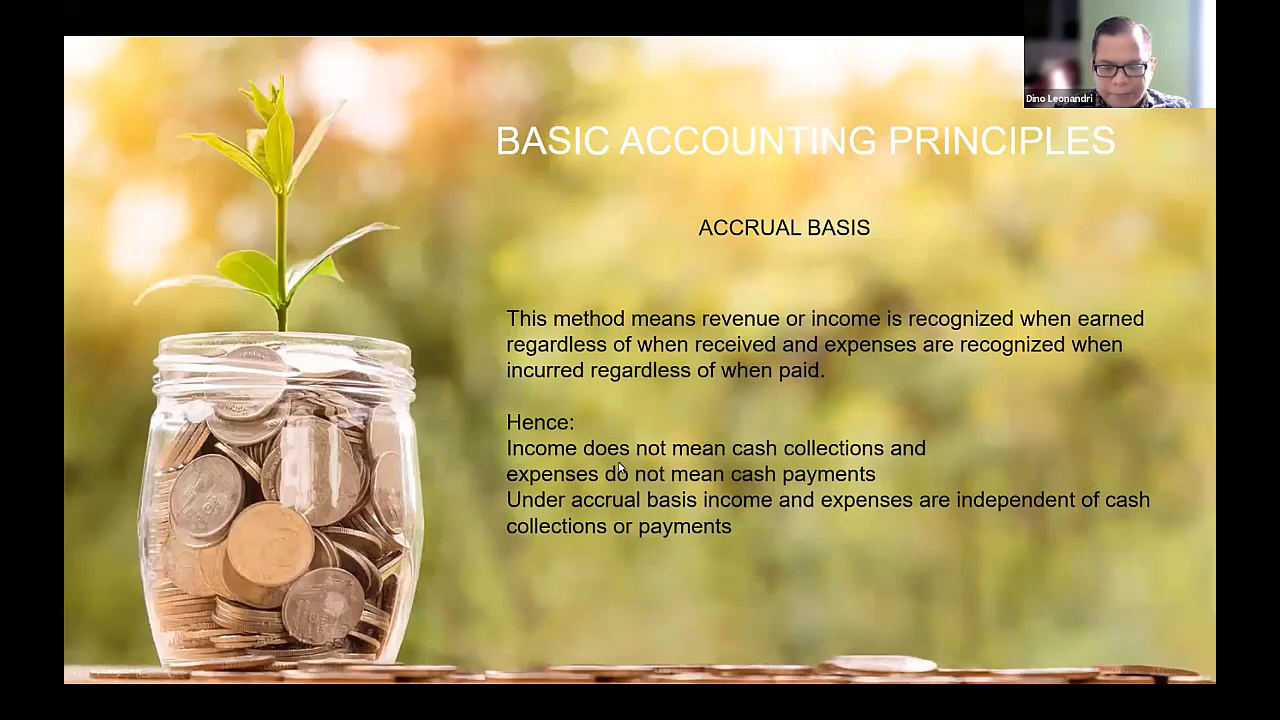 Dino Leonandri
BASIC ACCOUNTING PRINCIPLES
ACCRUAL BASIS
This method means revenue or income is recognized when earned
regardless of when received and expenses are recognized when
incurred regardless of when paid.
Hence:
Income does not mean cash collections and
expenses do not mean cash payments
Under accrual basis income and expenses are independent of cash
collections or payments